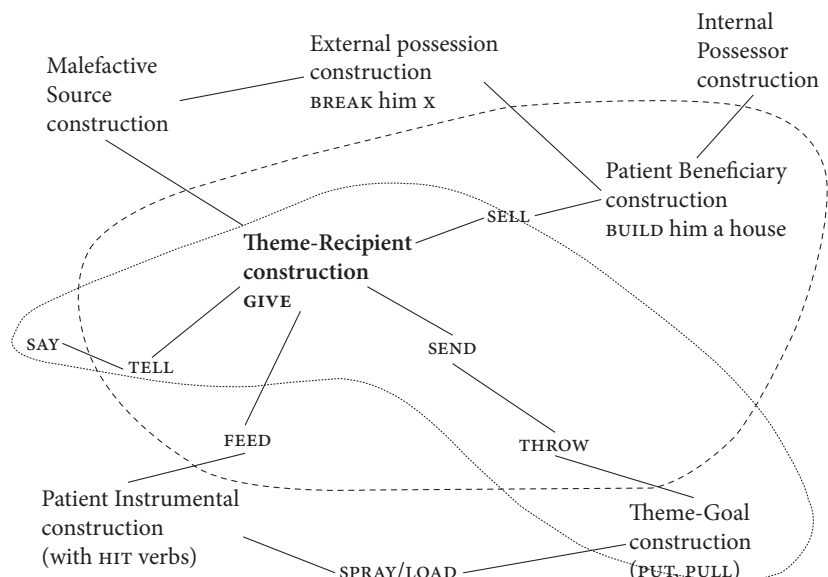 Internal
Possessor
construction
External possession
construction
BREAK him X
Malefactive
Source
construction
Patient Beneficiary
construction
BUILD him a house
SELL
Theme-Recipient
construction
GIVE
SAY
TELL
SEND
FEED
THROW
Patient Instrumental
construction
(with HIT verbs)
Theme-Goal
construction
(PUT, PULL)
SPRAY/LOAD